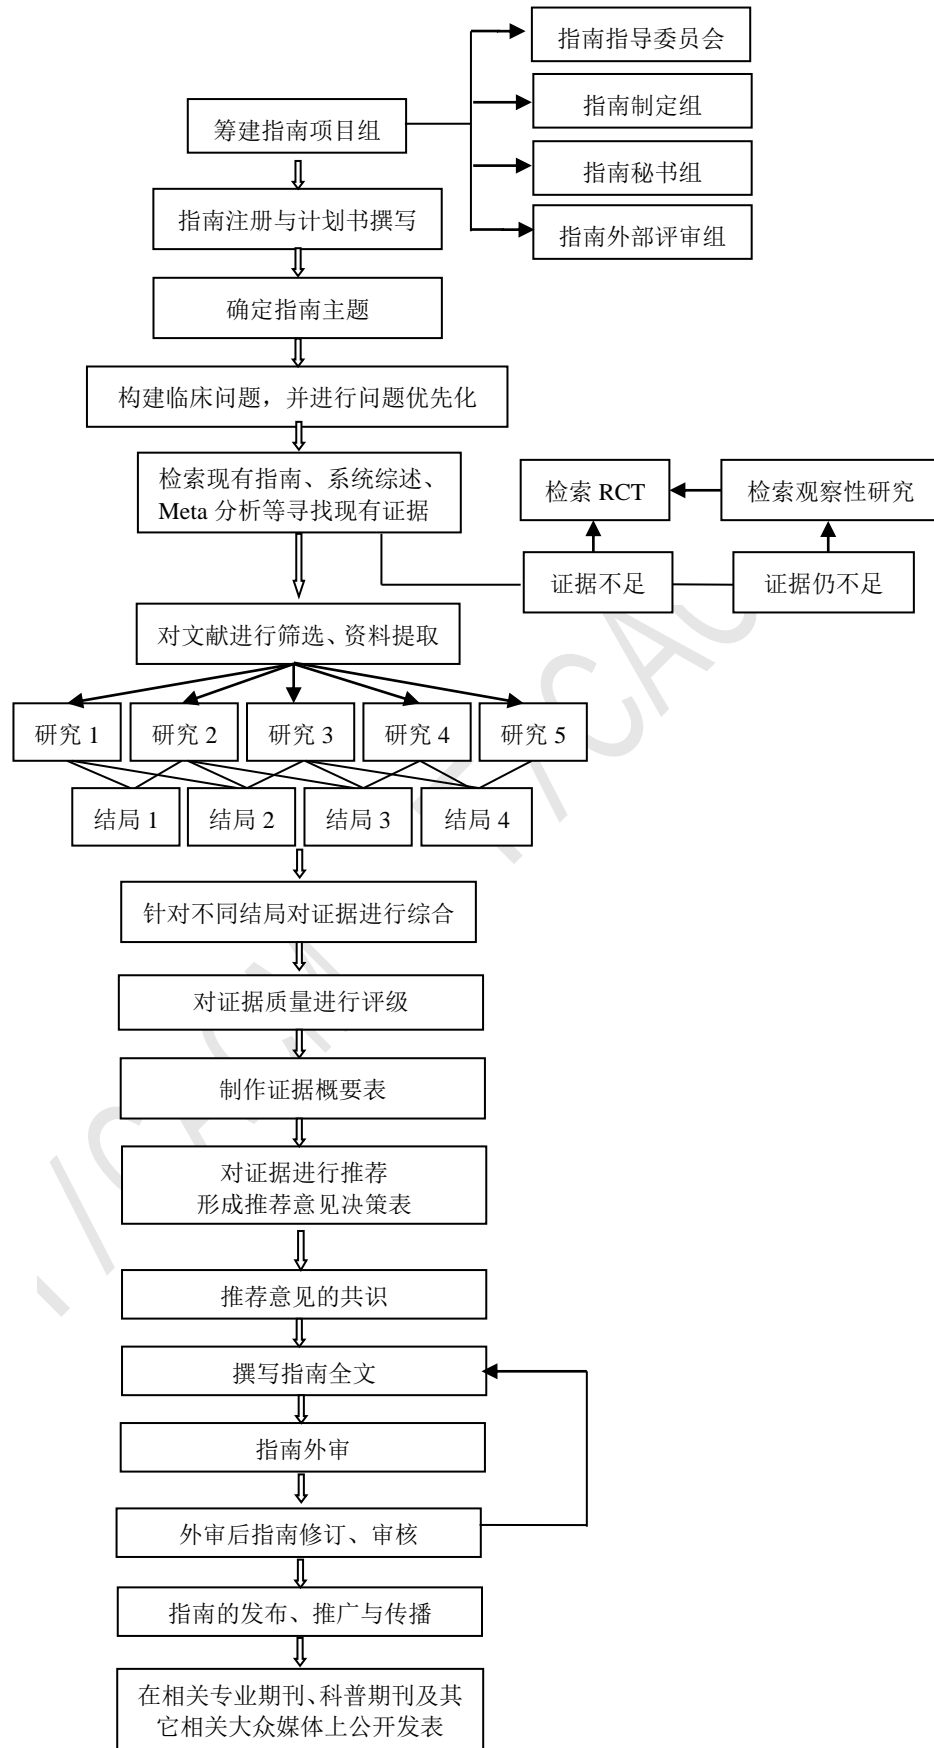 指南指导委员会
指南制定组
筹建指南项目组
指南秘书组
指南注册与计划书撰写
指南外部评审组
确定指南主题
构建临床问题，并进行问题优先化
检索现有指南、系统综述、
Meta 分析等寻找现有证据
检索 RCT
检索观察性研究
证据不足
证据仍不足
对文献进行筛选、资料提取
研究 1
研究 2
研究 3
研究 4
研究 5
结局 1
结局 2
结局 3
结局 4
针对不同结局对证据进行综合
对证据质量进行评级
制作证据概要表
对证据进行推荐
形成推荐意见决策表
推荐意见的共识
撰写指南全文
指南外审
外审后指南修订、审核
指南的发布、推广与传播
在相关专业期刊、科普期刊及其
它相关大众媒体上公开发表